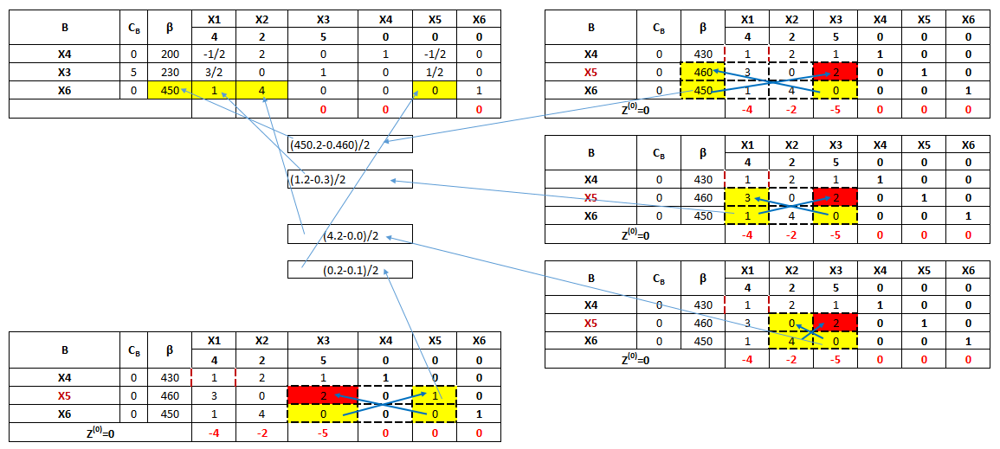 B C_B β X1 X2 X3 X4 X5 X6
4 2 5 0 0 0
X4 0 200 -1/2 2 0 1 -1/2 0
X3 5 230 3/2 0 1 0 1/2 0
X6 0 450 1 4 0 0 0 1
0 0 0
B C_B β X1 X2 X3 X4 X5 X6
4 2 5 0 0 0
X4 0 430 1 2 1 1 0 0
X5 0 460 3 0 2 0 1 0
X6 0 450 1 4 0 0 0 1
Z^(0)=0 -4 -2 -5 0 0 0
(450.2-0.460)/2
(1.2-0.3)/2
(4.2-0.0)/2
(0.2-0.1)/2
B C_B β X1 X2 X3 X4 X5 X6
4 2 5 0 0 0
X4 0 430 1 2 1 1 0 0
X5 0 460 3 0 2 0 1 0
X6 0 450 1 4 0 0 0 1
Z^(0)=0 -4 -2 -5 0 0 0
B C_B β X1 X2 X3 X4 X5 X6
4 2 5 0 0 0
X4 0 430 1 2 1 1 0 0
X5 0 460 3 0 2 0 1 0
X6 0 450 1 4 0 0 0 1
Z^(0)=0 -4 -2 -5 0 0 0
B C_B β X1 X2 X3 X4 X5 X6
4 2 5 0 0 0
X4 0 430 1 2 1 1 0 0
X5 0 460 3 0 2 0 1 0
X6 0 450 1 4 0 0 0 1
Z^(0)=0 -4 -2 -5 0 0 0